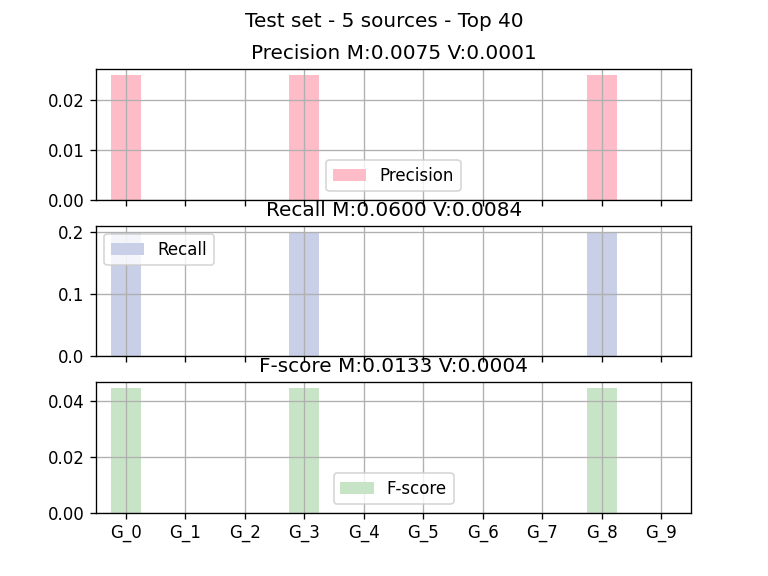 Test set - 5 sources - Top 40
Precision M:0.0075 V:0.0001
0.02
0.01
0.00
Precision
Recall M:0.0600 V:0.0084
0.2
0.1
0.0
Recall
F-score M:0.0133 V:0.0004
0.04
0.02
0.00
F-score
G_0 G_1 G_2 G_3 G_4 G_5 G_6 G_7 G_8 G_9